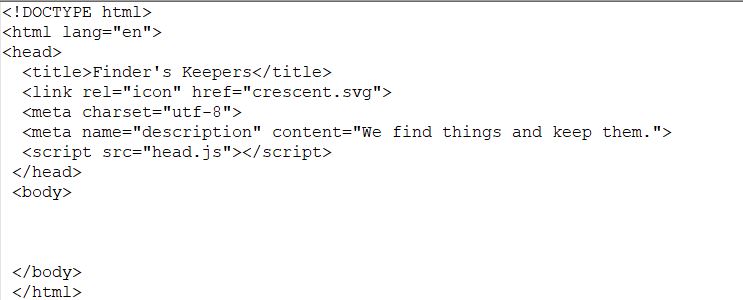 <!DOCTYPE html>
<html lang="en">
<head>
  <title>Finder's Keepers</title>
  <link rel="icon" href="crescent.svg">
  <meta charset="utf-8">
  <meta name="description" content="We find things and keep them.">
  <script src="head.js"></script>
 </head>
 <body>
 </body>
 </html>